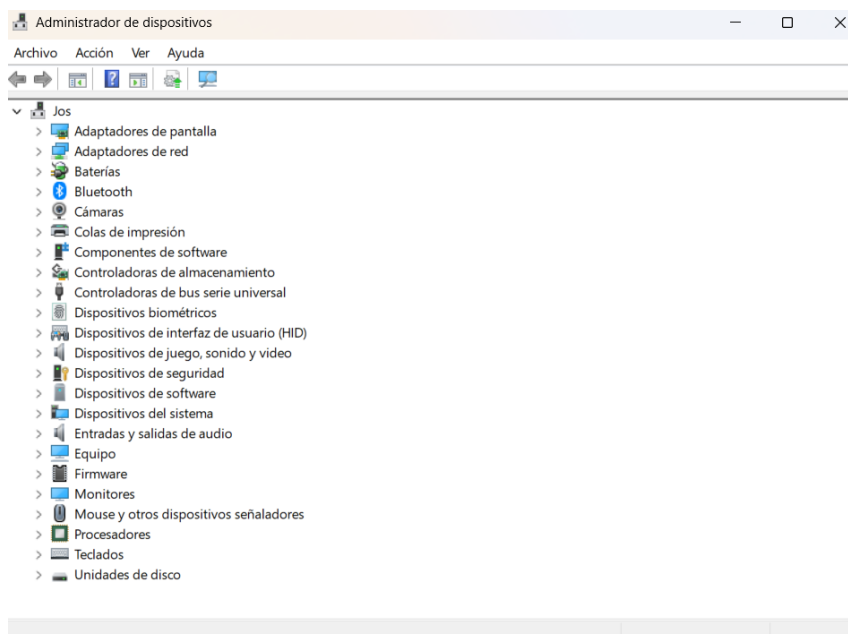 Administrador de dispositivos
Archivo Acción Ver Ayuda
Jos
Adaptadores de pantalla
Adaptadores de red
Baterías
Bluetooth
Cámaras
Colas de impresión
Componentes de software
Controladoras de almacenamiento
Controladoras de bus serie universal
Dispositivos biométricos
Dispositivos de interfaz de usuario (HID)
Dispositivos de juego, sonido y video
Dispositivos de seguridad
Dispositivos de software
Dispositivos del sistema
Entradas y salidas de audio
Equipo
Firmware
Monitores
Mouse y otros dispositivos señaladores
Procesadores
Teclados
Unidades de disco